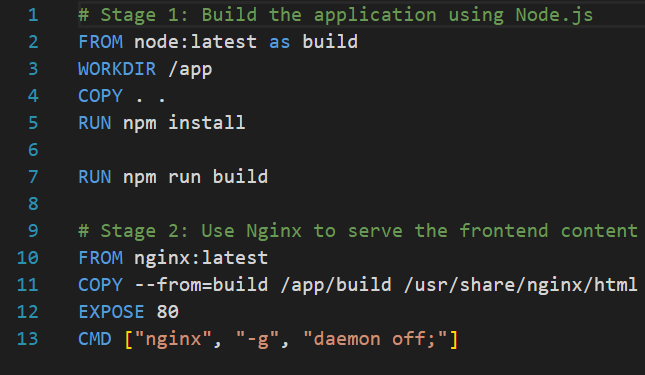 1 # Stage 1: Build the application using Node.js
2 FROM node:latest as build
3 WORKDIR /app
4 COPY . .
5 RUN npm install
6
7 RUN npm run build
8
9 # Stage 2: Use Nginx to serve the frontend content
10 FROM nginx:latest
11 COPY --from=build /app/build /usr/share/nginx/html
12 EXPOSE 80
13 CMD ["nginx", "-g", "daemon off;"]